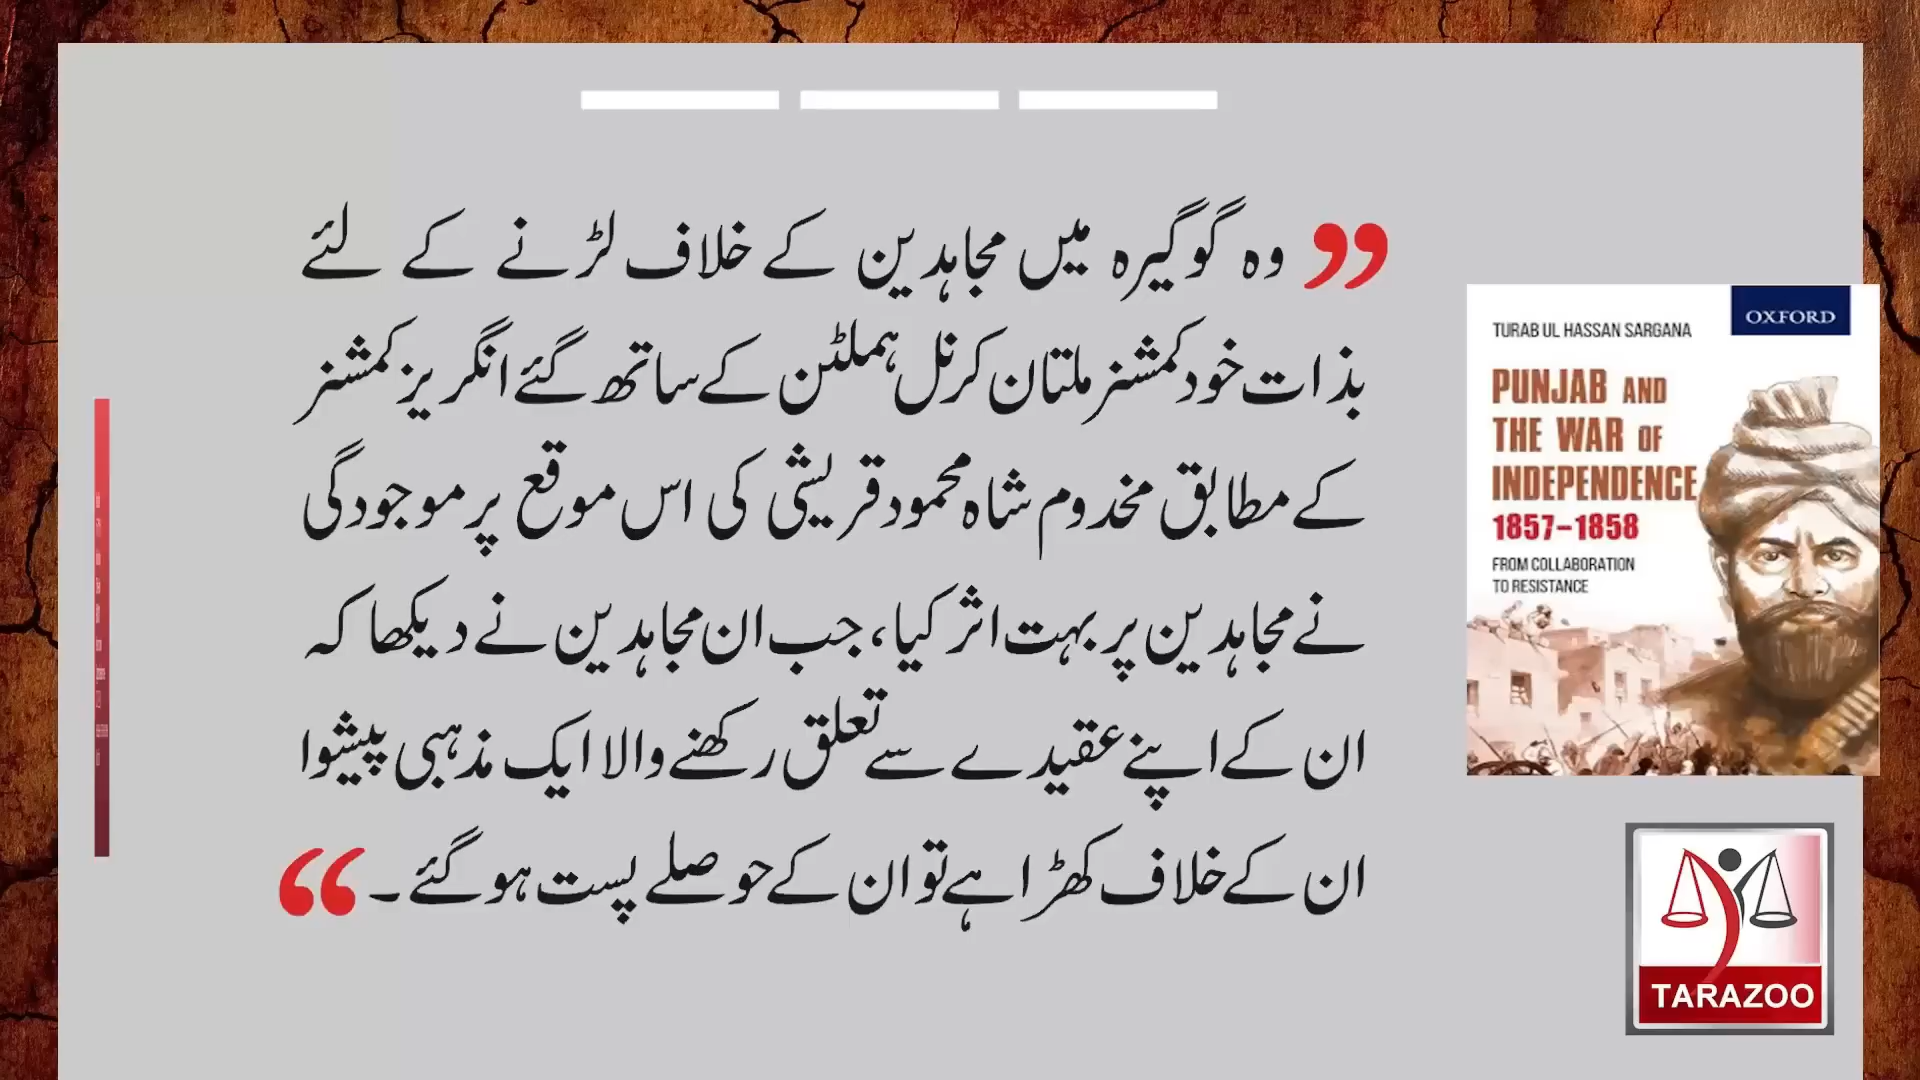 وہ گوگیرہ میں مجاہدین کے خلاف لڑنے کے لئے
بذات خود کمشنر ملتان کرنل ہملٹن کے ساتھ گئے انگریز کمشنر
کے مطابق مخدوم شاہ محمود قریشی کی اس موقع پر موجودگی
نے مجاہدین پر بہت اثر کیا، جب ان مجاہدین نے دیکھا کہ
ان کے اپنے عقیدے سے تعلق رکھنے والا ایک مذہبی پیشوا
ان کے خلاف کھڑا ہے تو ان کے حوصلے پست ہو گئے۔
OXFORD
TURAB UL HASSAN SARGANA
PUNJAB AND
THE WAR OF
INDEPENDENCE
1857–1858
FROM COLLABORATION
TO RESISTANCE
TARAZOO